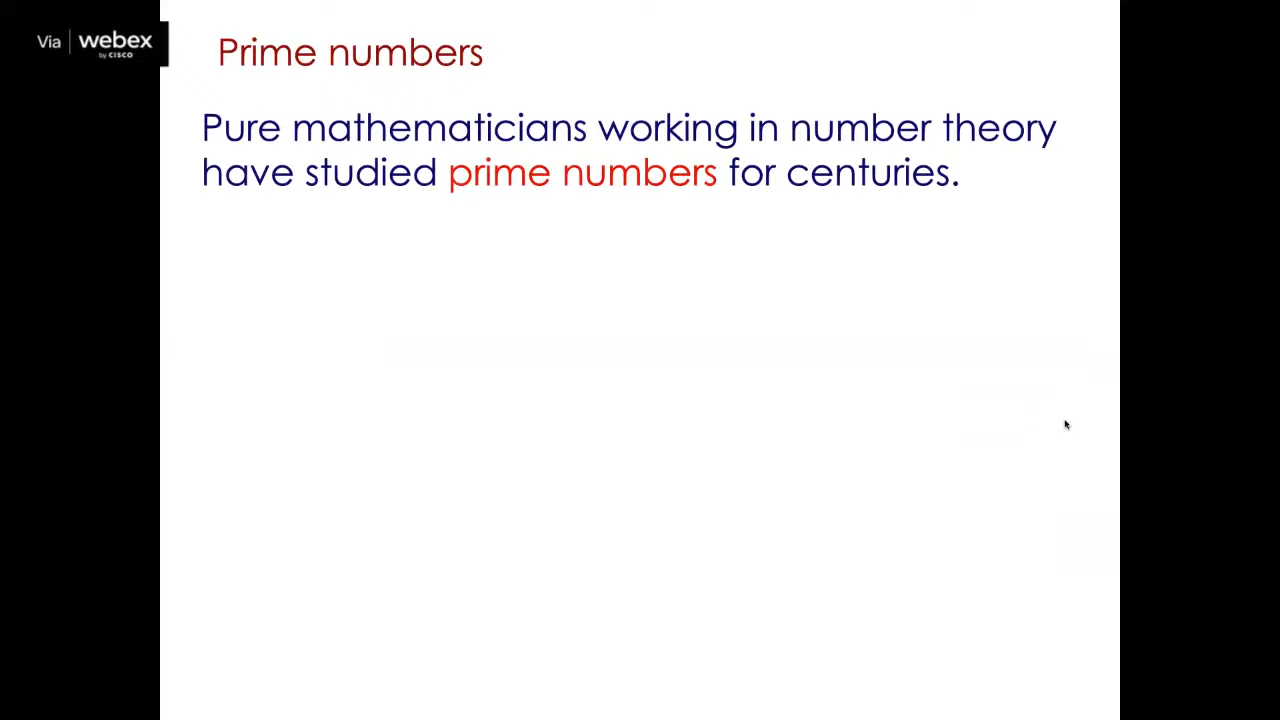 Via webex
by CISCO
Prime numbers
Pure mathematicians working in number theory
have studied prime numbers for centuries.